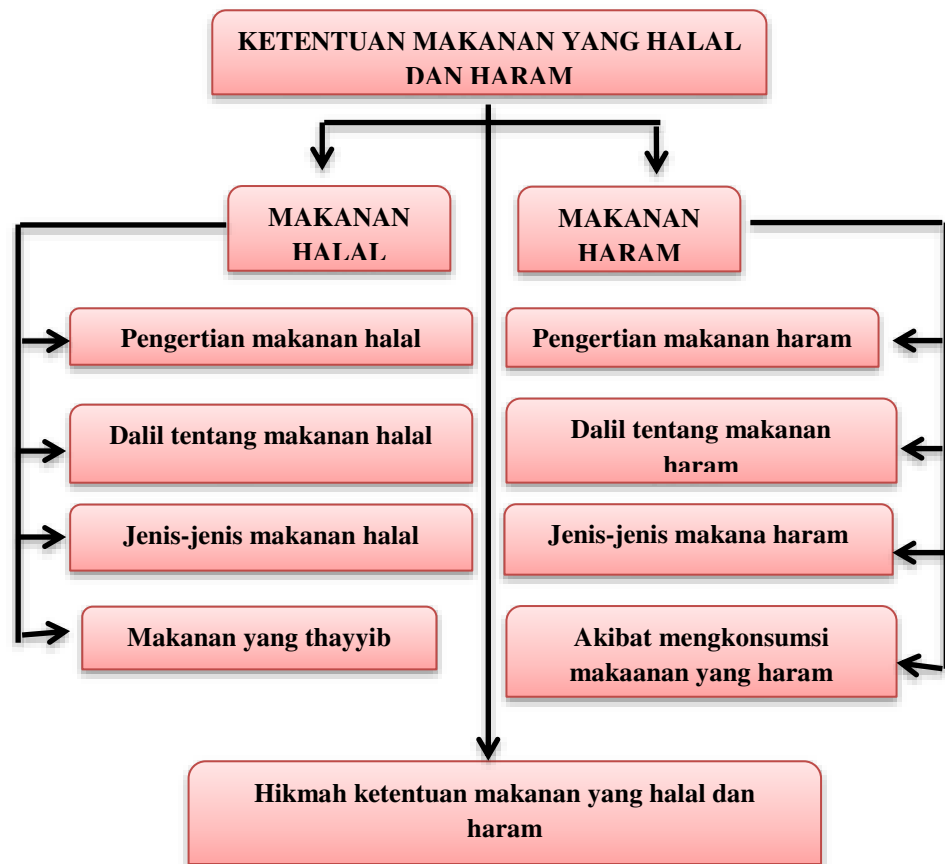 KETENTUAN MAKANAN YANG HALAL
DAN HARAM
MAKANAN
HALAL
MAKANAN
HARAM
Pengertian makanan halal
Dalil tentang makanan halal
Jenis-jenis makanan halal
Makanan yang thayyib
Pengertian makanan haram
Dalil tentang makanan
haram
Jenis-jenis makana haram
Akibat mengkonsumsi
makaanan yang haram
Hikmah ketentuan makanan yang halal dan
haram